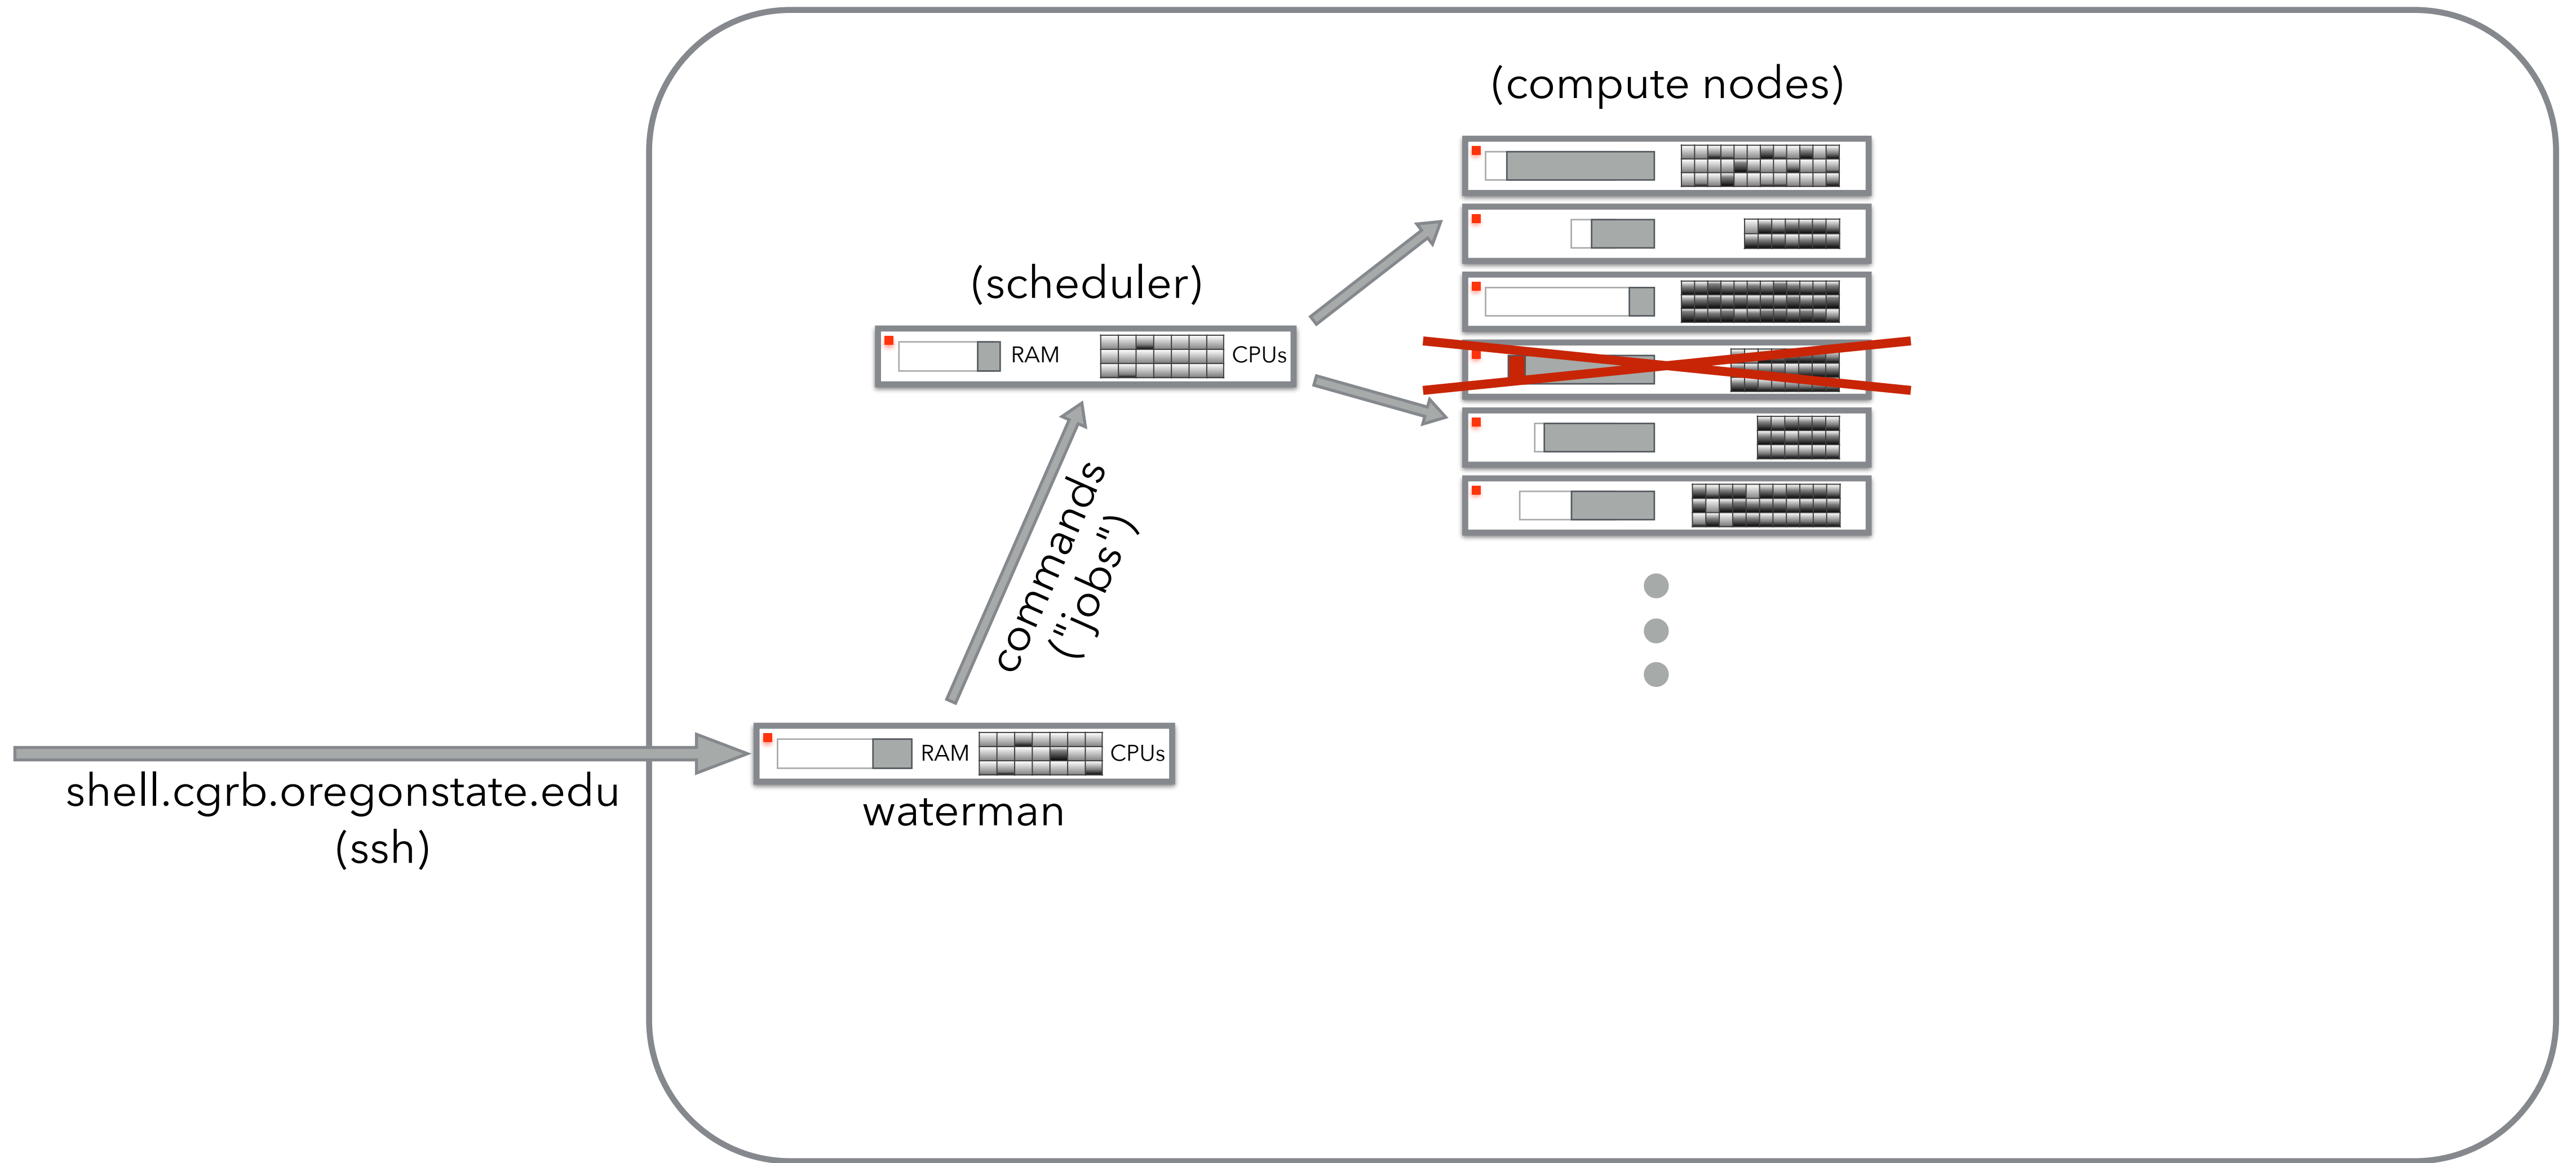 (compute nodes)
(scheduler)
RAM
CPUs
commands
("jobs")
RAM
CPUs
shell.cgrb.oregonstate.edu
(ssh)
waterman